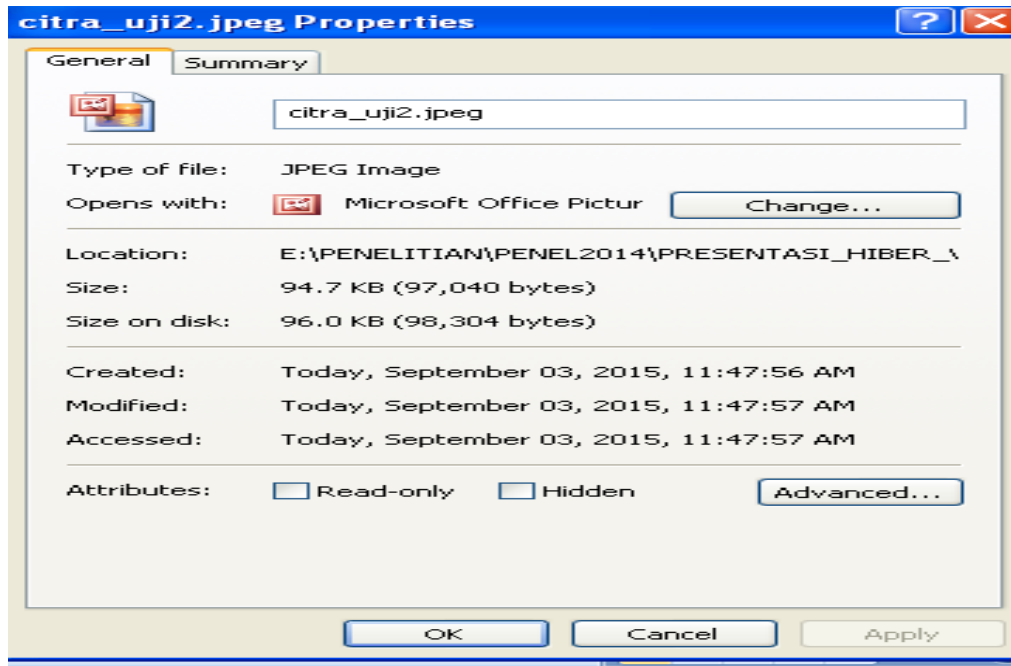 citra_uji2.jpeg Properties
General Summary
citra_uji2.jpeg
Type of file: JPEG Image
Opens with: Microsoft Office Pictur Change...
Location: E:\PENELITIAN\PENEL2014\PRESENTASI_HIBER_\
Size: 94.7 KB (97,040 bytes)
Size on disk: 96.0 KB (98,304 bytes)
Created: Today, September 03, 2015, 11:47:56 AM
Modified: Today, September 03, 2015, 11:47:57 AM
Accessed: Today, September 03, 2015, 11:47:57 AM
Attributes: Read-only Hidden Advanced...
OK Cancel Apply